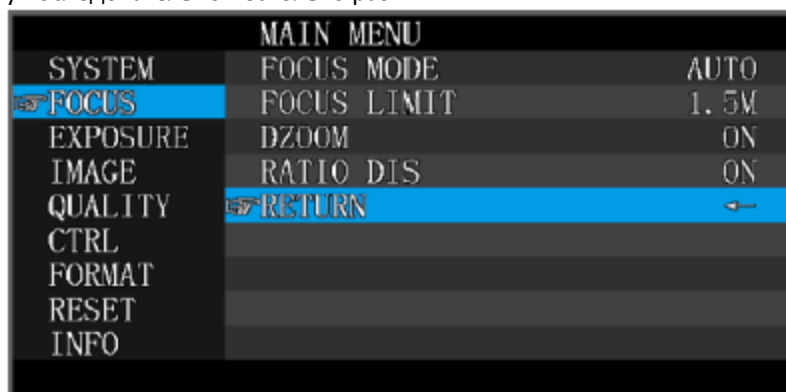 MAIN MENU
SYSTEM FOCUS MODE AUTO
FOCUS FOCUS LIMIT 1.5M
EXPOSURE DZOOM ON
IMAGE RATIO DIS ON
QUALITY RETURN
CTRL
FORMAT
RESET
INFO